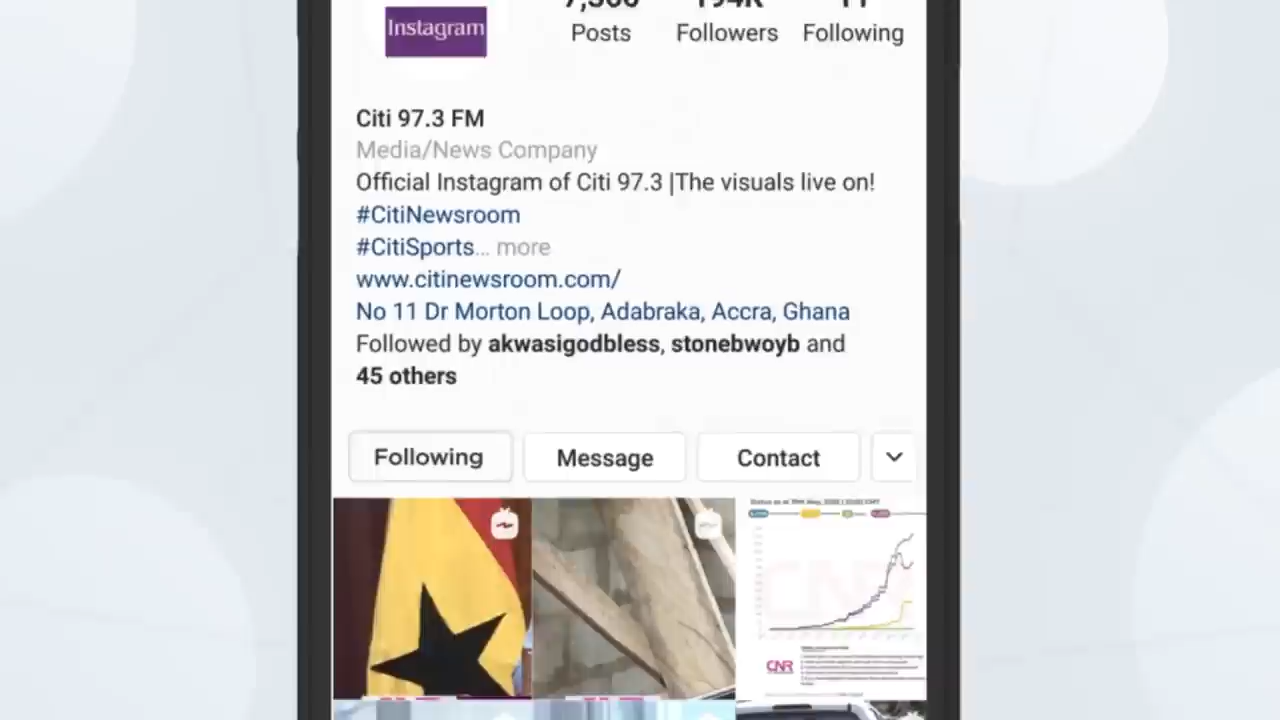 Instagram
Posts Followers Following
Citi 97.3 FM
Media/News Company
Official Instagram of Citi 97.3 |The visuals live on!
#CitiNewsroom
#CitiSports... more
www.citinewsroom.com/
No 11 Dr Morton Loop, Adabraka, Accra, Ghana
Followed by akwasigodbless, stonebwoyb and
45 others
Following Message Contact
CNR